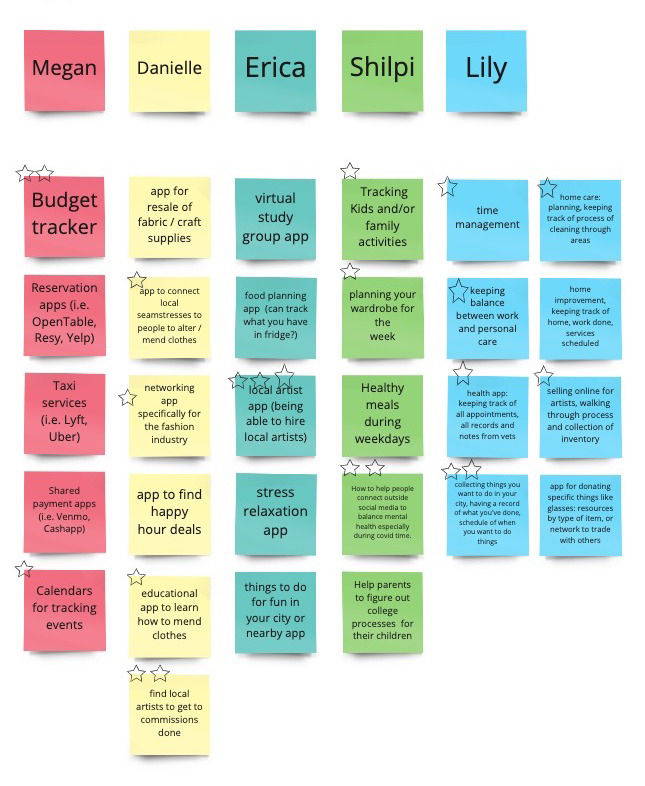 Megan
Danielle
Erica
Shilpi
Lily
Budget
tracker
Reservation
apps (i.e.
OpenTable,
Resy, Yelp)
Taxi
services
(i.e. Lyft,
Uber)
Shared
payment apps
(i.e. Venmo,
Cashapp)
Calendars
for tracking
events
app for
resale of
fabric / craft
supplies
app to connect
local
seamstresses to
people to alter /
mend clothes
networking
app
specifically for
the fashion
industry
app to find
happy
hour deals
educational
app to learn
how to mend
clothes
find local
artists to get to
commissions
done
virtual
study
group app
food planning
app (can track
what you have
in fridge?)
local artist
app (being
able to hire
local artists)
stress
relaxation
app
things to do
for fun in
your city or
nearby app
Tracking
Kids and/or
family
activities
planning your
wardrobe for
the
week
Healthy
meals
during
weekdays
How to help people
connect outside
social media to
balance mental
health especially
during covid time.
Help parents
to figure out
college
processes for
their children
time
management
keeping
balance
between work
and personal
care
health app:
keeping track of
all appointments,
all records and
notes from vets
collecting things you
want to do in your
city, having a record
of what you've done,
schedule of when
you want to do
things
home care:
planning, keeping
track of process of
cleaning through
areas
home
improvement,
keeping track of
home, work done,
services
scheduled
selling online for
artists, walking
through process
and collection of
inventory
app for donating
specific things like
glasses: resources
by type of item, or
network to trade
with others